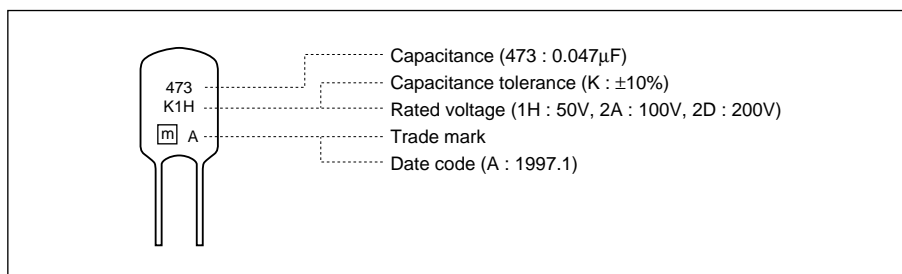 473
K1H
m A
Capacitance (473 : 0.047µF)
Capacitance tolerance (K : ±10%)
Rated voltage (1H : 50V, 2A : 100V, 2D : 200V)
Trade mark
Date code (A : 1997.1)